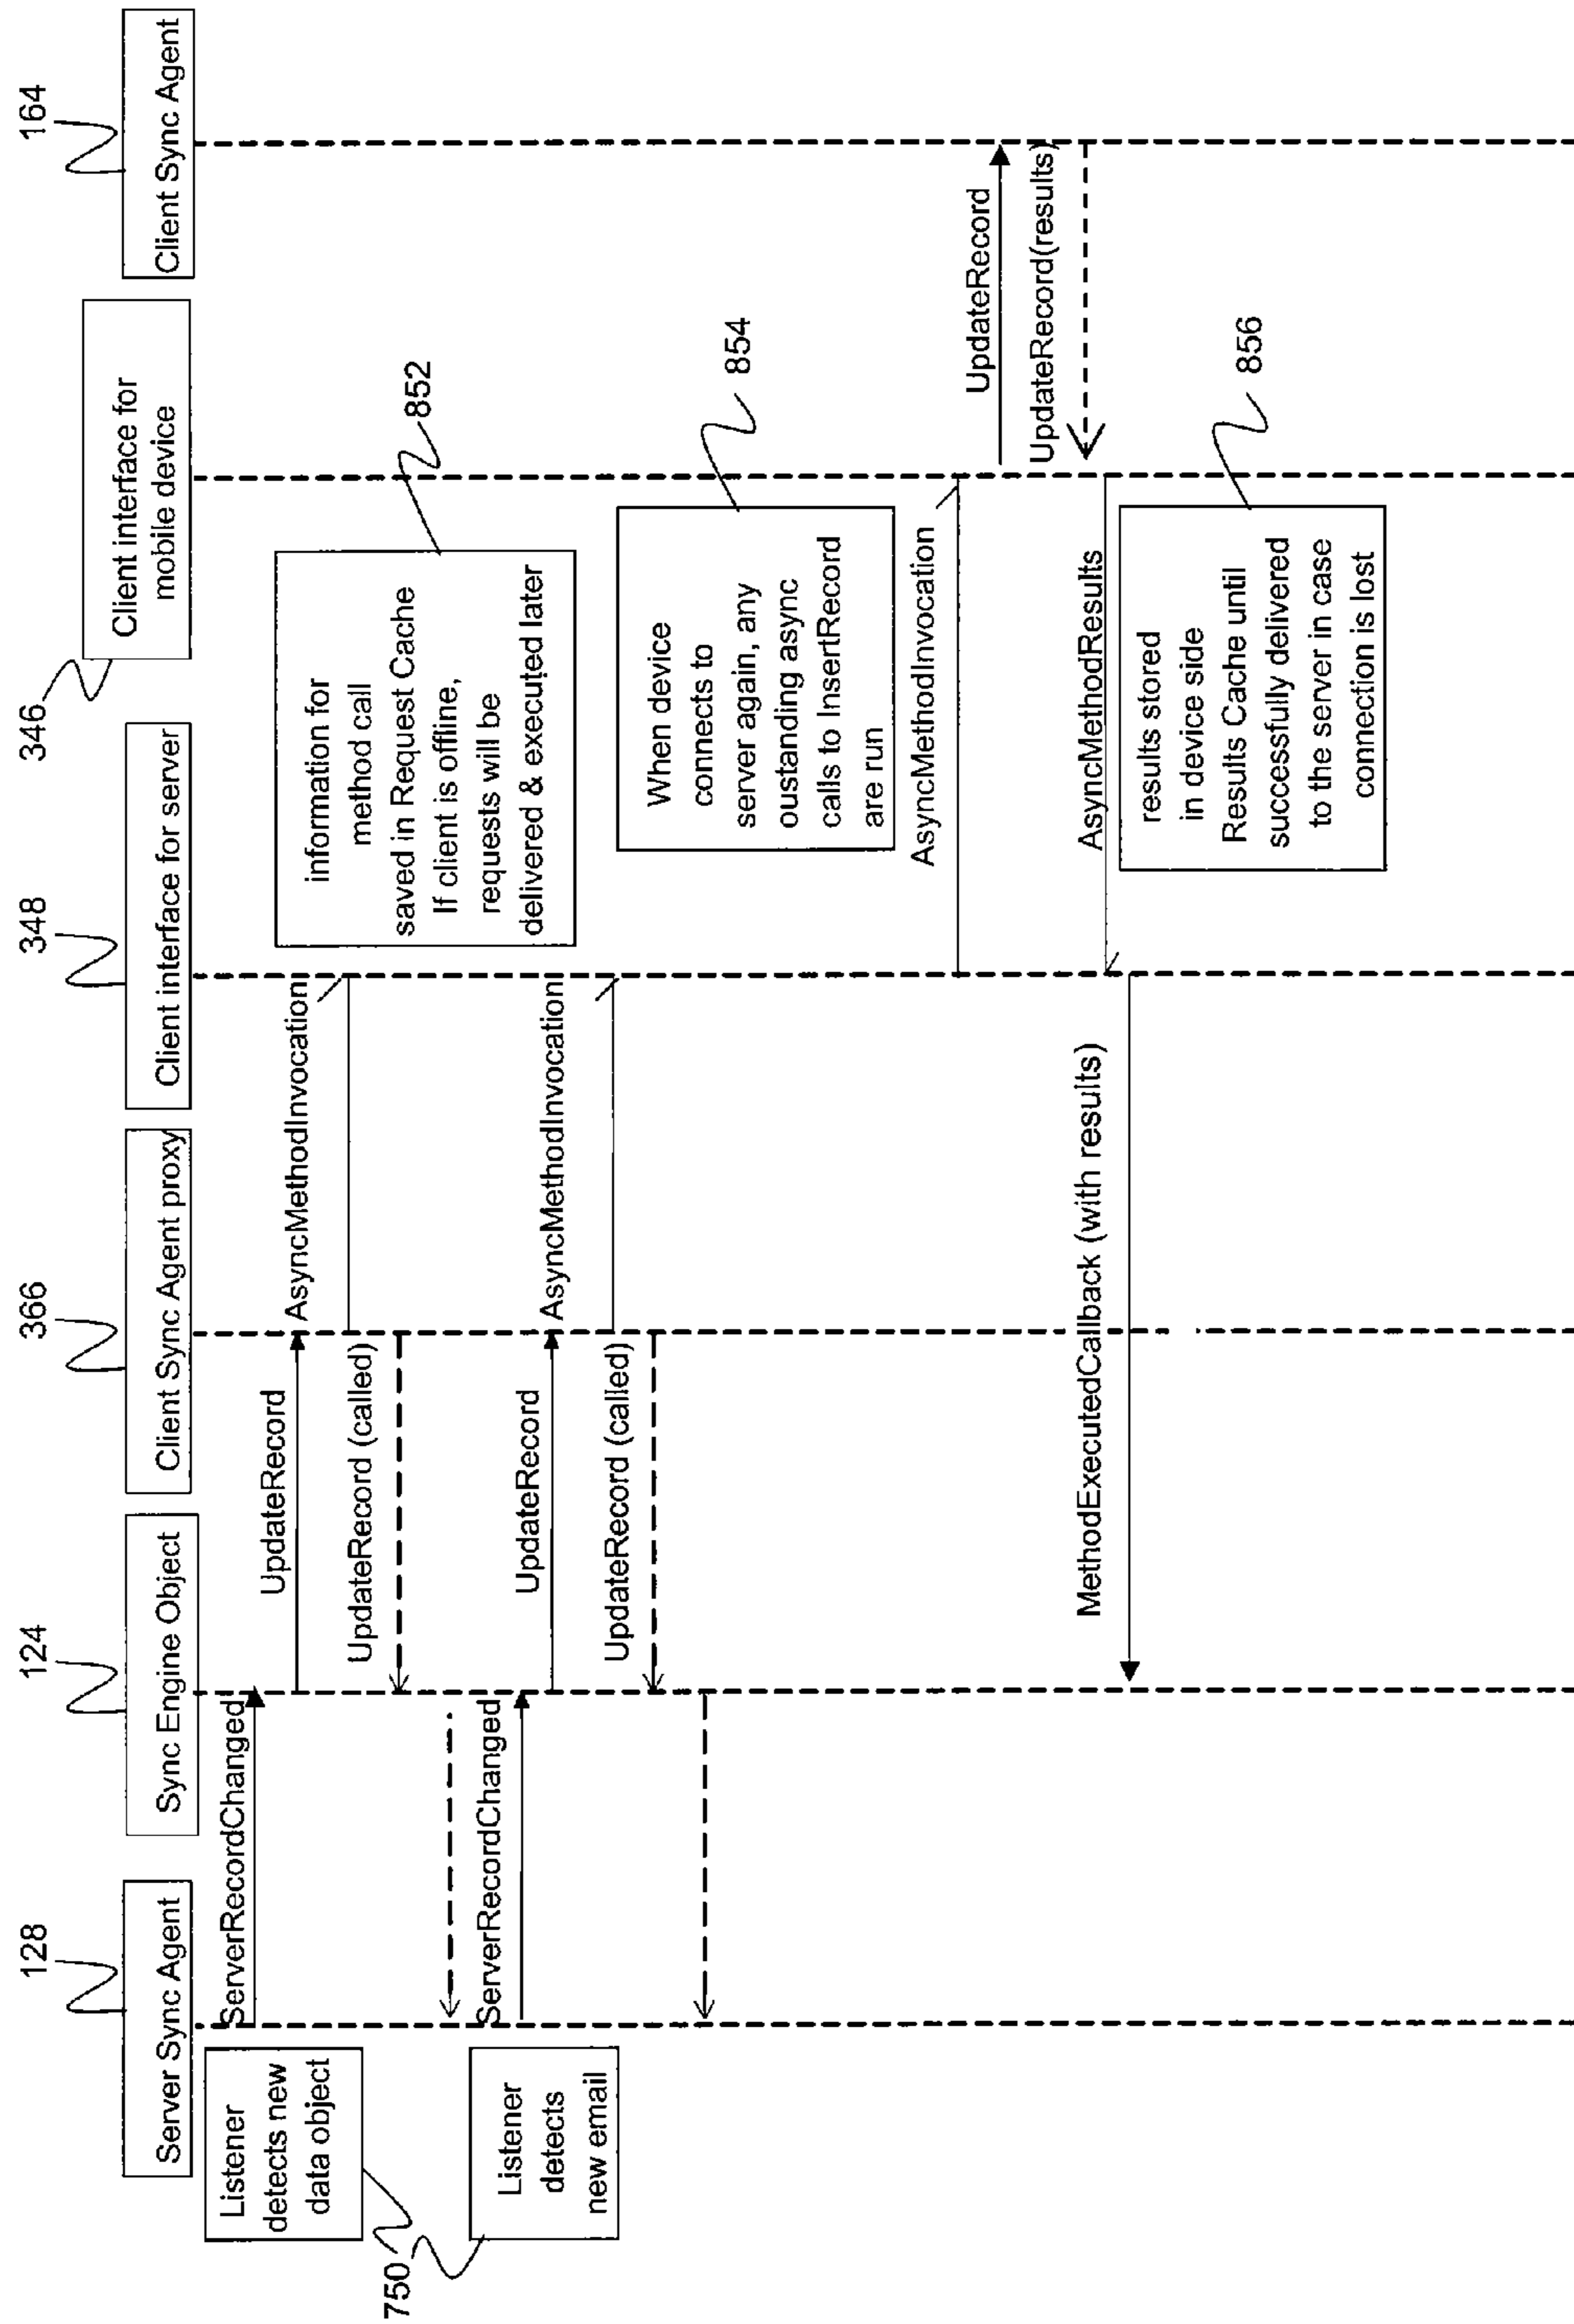 128
124
366
348
346
164
Server Sync Agent
Sync Engine Object
Client Sync Agent proxy
Client interface for server
Client interface for
mobile device
Client Sync Agent
Listener
detects new
data object
750
ServerRecordChanged
UpdateRecord
AsyncMethodInvocation
UpdateRecord (called)
information for
method call
saved in Request Cache
If client is offline,
requests will be
delivered & executed later
852
Listener
detects
new email
ServerRecordChanged
UpdateRecord
AsyncMethodInvocation
UpdateRecord (called)
When device
connects to
server again, any
oustanding async
calls to InsertRecord
are run
854
AsyncMethodInvocation
UpdateRecord
UpdateRecord(results)
AsyncMethodResults
MethodExecutedCallback (with results)
results stored
in device side
Results Cache until
successfully delivered
to the server in case
connection is lost
856